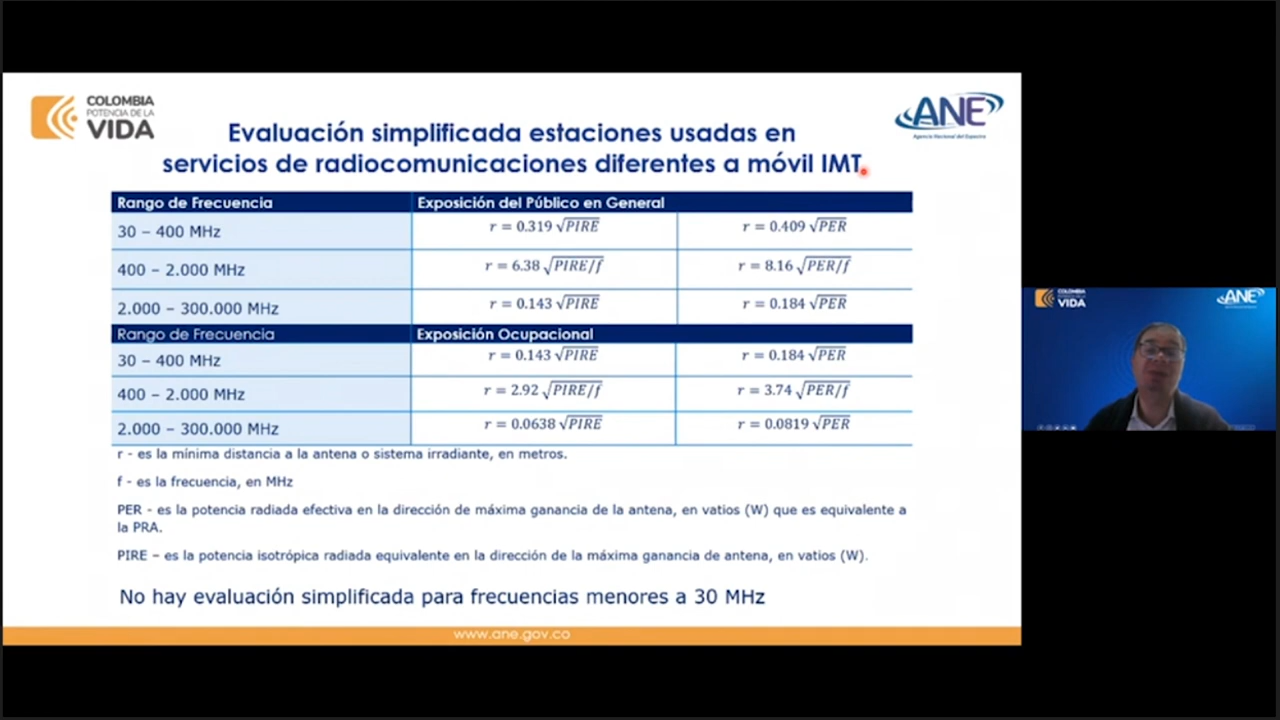 COLOMBIA
POTENCIA DE LA
VIDA
ANE
Agencia Nacional del Espectro
Evaluación simplificada estaciones usadas en
servicios de radiocomunicaciones diferentes a móvil IMT
Rango de Frecuencia Exposición del Público en General
30 – 400 MHz r = 0.319 √PIRE r = 0.409 √PER
400 – 2.000 MHz r = 6.38 √PIRE/f r = 8.16 √PER/f
2.000 – 300.000 MHz r = 0.143 √PIRE r = 0.184 √PER
Rango de Frecuencia Exposición Ocupacional
30 – 400 MHz r = 0.143 √PIRE r = 0.184 √PER
400 – 2.000 MHz r = 2.92 √PIRE/f r = 3.74 √PER/f
2.000 – 300.000 MHz r = 0.0638 √PIRE r = 0.0819 √PER
r - es la mínima distancia a la antena o sistema irradiante, en metros.
f - es la frecuencia, en MHz
PER - es la potencia radiada efectiva en la dirección de máxima ganancia de la antena, en vatios (W) que es equivalente a
la PRA.
PIRE – es la potencia isotrópica radiada equivalente en la dirección de la máxima ganancia de antena, en vatios (W).
No hay evaluación simplificada para frecuencias menores a 30 MHz
www.ane.gov.co
COLOMBIA
VIDA
ANE